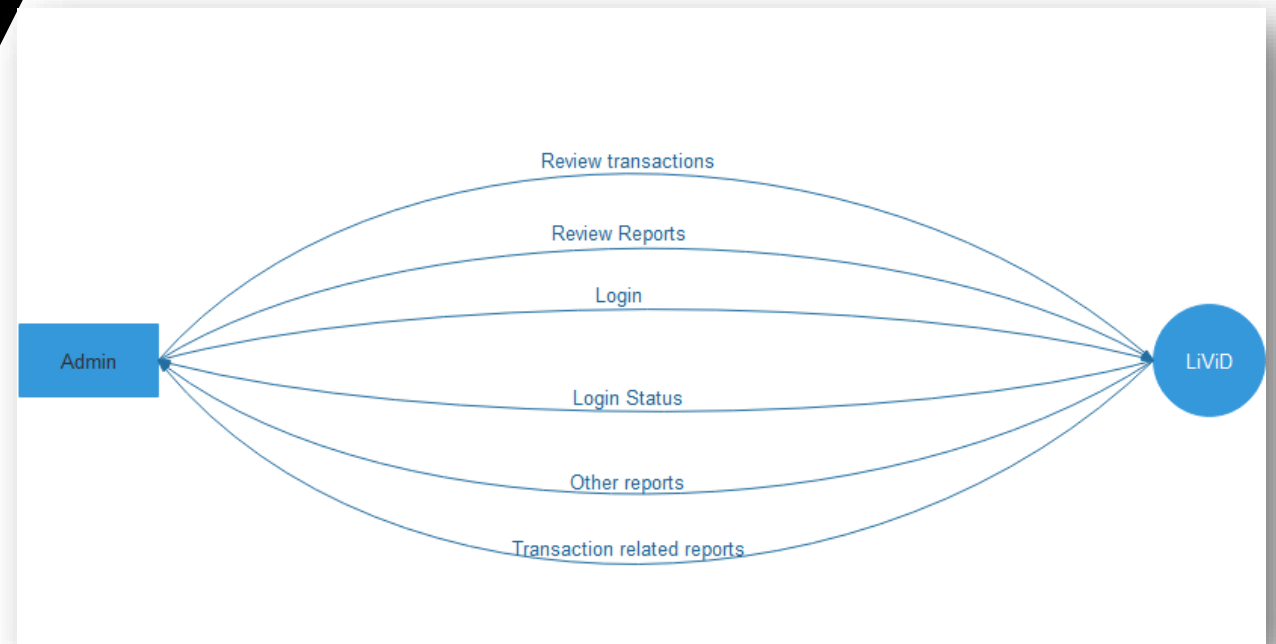 Review transactions
Review Reports
Login
Admin
LiViD
Login Status
Other reports
Transaction related reports